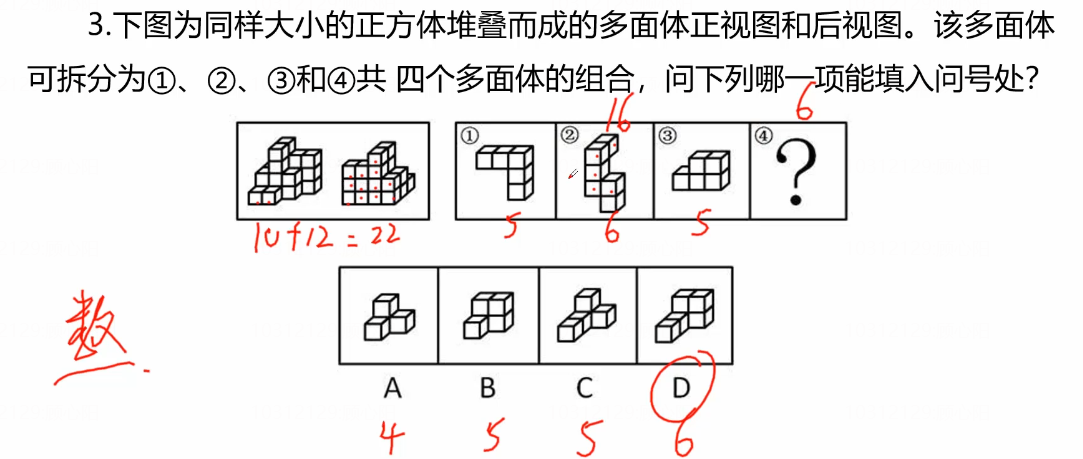 3.下图为同样大小的正方体堆叠而成的多面体正视图和后视图。该多面体
可拆分为①、②、③和④共 四个多面体的组合，问下列哪一项能填入问号处？
16
6
① ② ③ ④ ?
5 6 5
10+12=22
数
A B C D
4 5 5 6